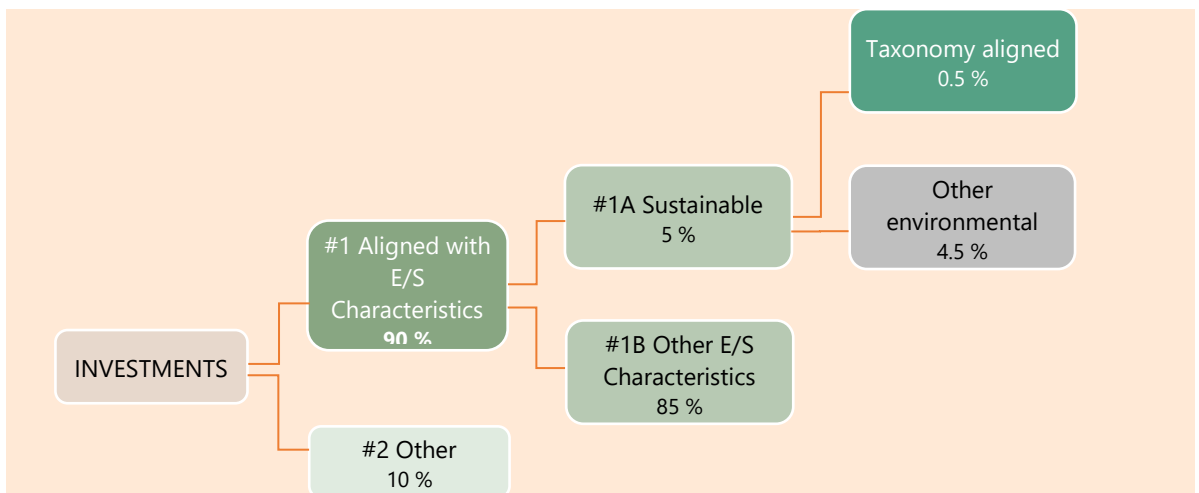 INVESTMENTS
#1 Aligned with
E/S
Characteristics
90 %
#2 Other
10 %
#1A Sustainable
5 %
#1B Other E/S
Characteristics
85 %
Taxonomy aligned
0.5 %
Other
environmental
4.5 %